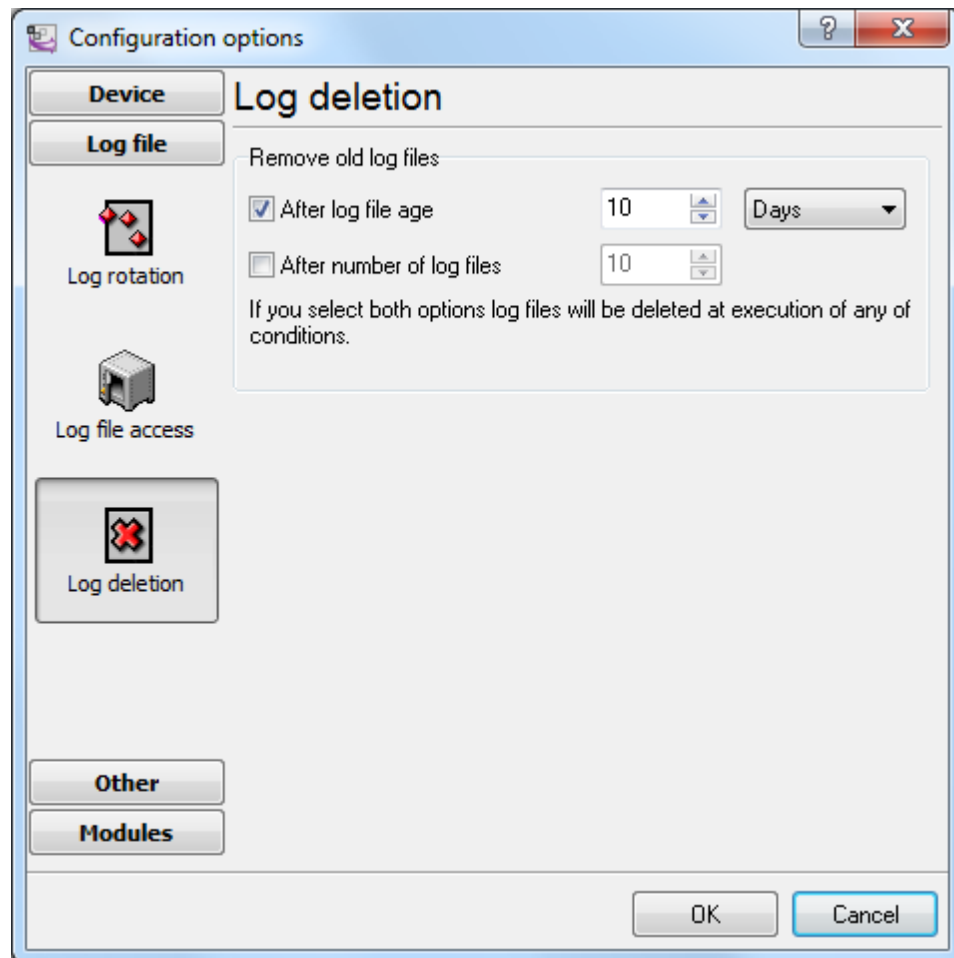 Configuration options
Device
Log file
Log rotation
Log file access
Log deletion
Other
Modules
Log deletion
Remove old log files
After log file age 10 Days
After number of log files 10
If you select both options log files will be deleted at execution of any of
conditions.
OK Cancel